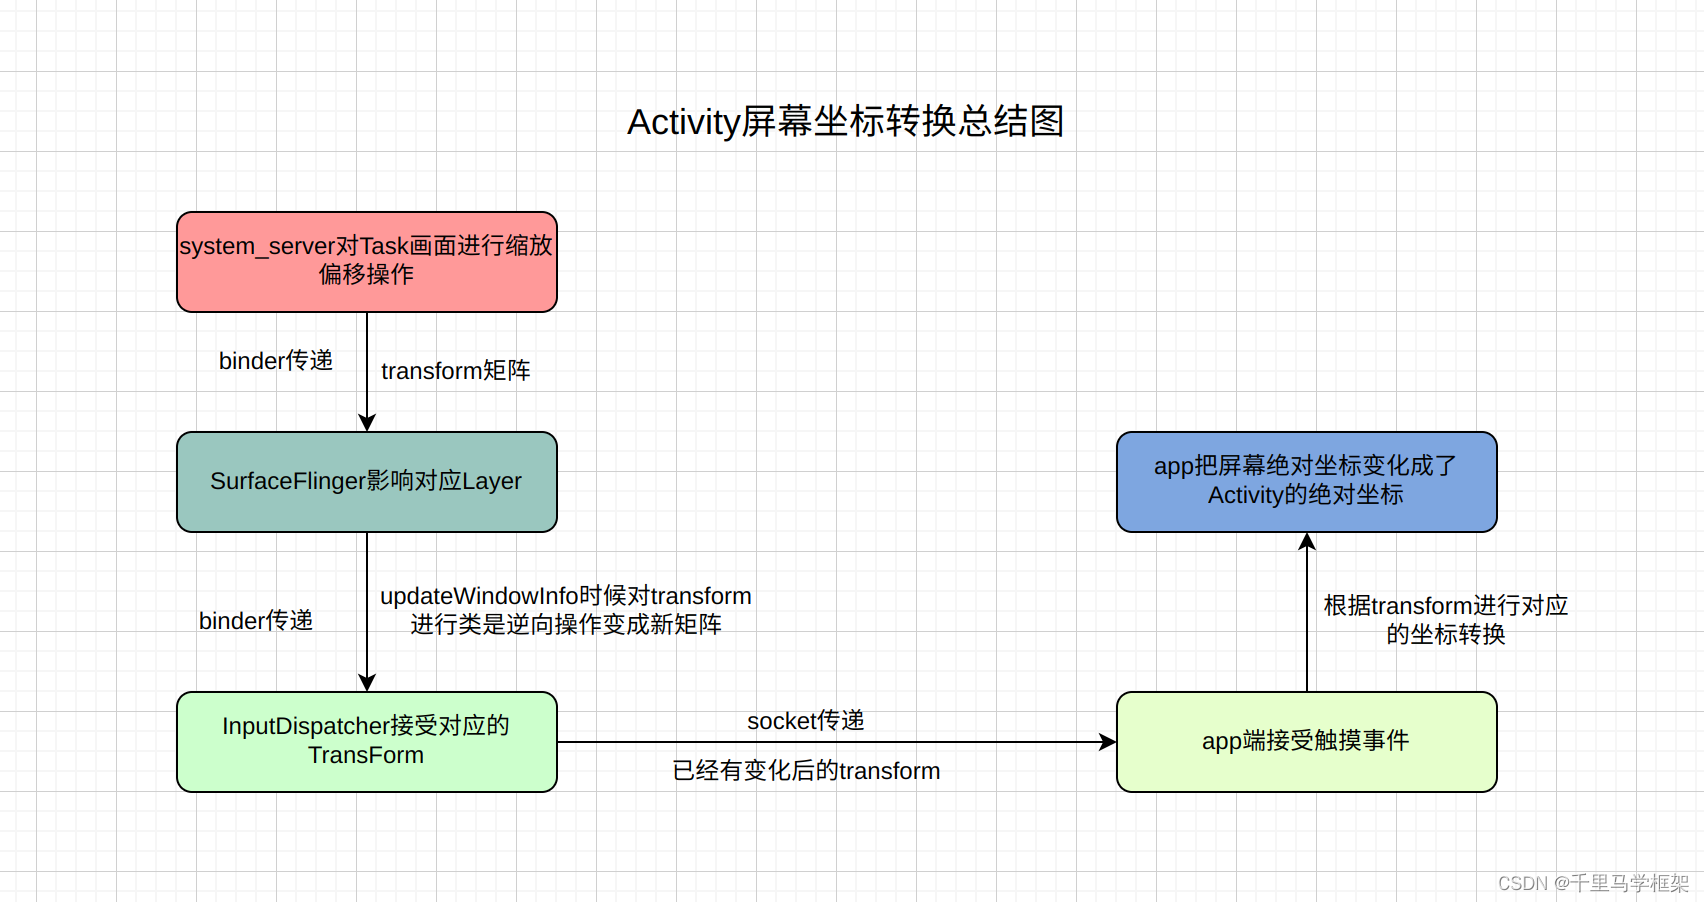 Activity屏幕坐标转换总结图
system_server对Task画面进行缩放
偏移操作
binder传递
transform矩阵
SurfaceFlinger影响对应Layer
binder传递
updateWindowInfo时候对transform
进行类是逆向操作变成新矩阵
InputDispatcher接受对应的
TransForm
socket传递
已经有变化后的transform
app端接受触摸事件
根据transform进行对应
的坐标转换
app把屏幕绝对坐标变化成了
Activity的绝对坐标
CSDN @千里马学框架